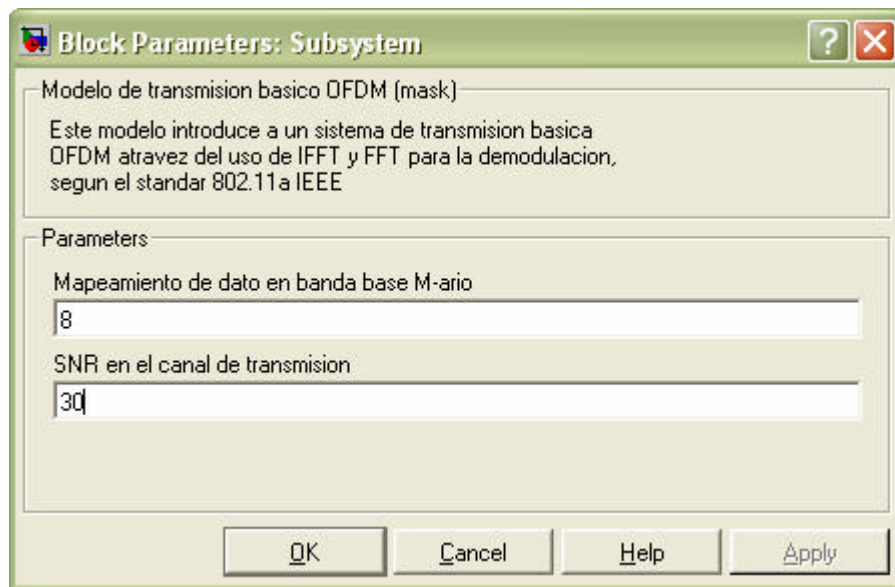 Block Parameters: Subsystem
Modelo de transmision basico OFDM (mask)
Este modelo introduce a un sistema de transmision basica
OFDM atravez del uso de IFFT y FFT para la demodulacion,
segun el standar 802.11a IEEE
Parameters
Mapeamiento de dato en banda base M-ario
8
SNR en el canal de transmision
30
OK Cancel Help Apply